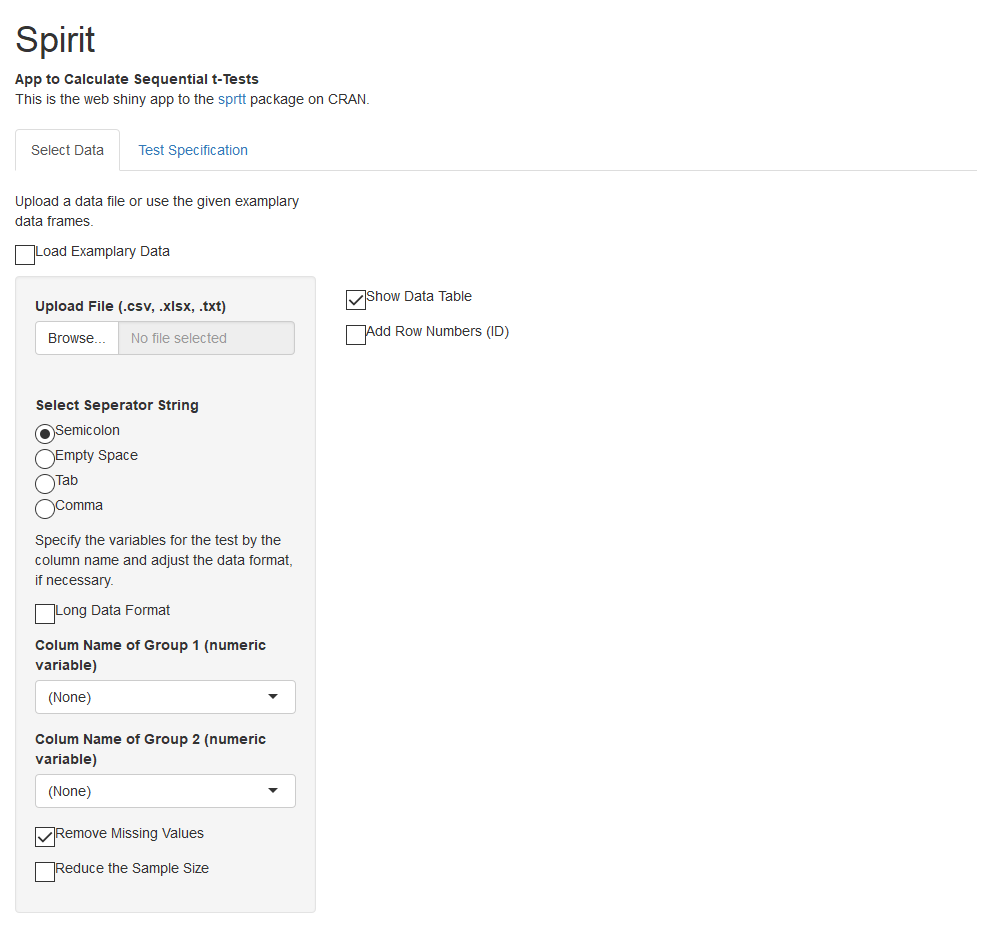 Spirit
App to Calculate Sequential t-Tests
This is the web shiny app to the sprtt package on CRAN.
Select Data
Test Specification
Upload a data file or use the given examplary
data frames.
Load Examplary Data
Upload File (.csv, .xlsx, .txt)
Browse...
No file selected
Select Seperator String
Semicolon
Empty Space
Tab
Comma
Specify the variables for the test by the
column name and adjust the data format,
if necessary.
Long Data Format
Colum Name of Group 1 (numeric
variable)
(None)
Colum Name of Group 2 (numeric
variable)
(None)
Remove Missing Values
Reduce the Sample Size
Show Data Table
Add Row Numbers (ID)